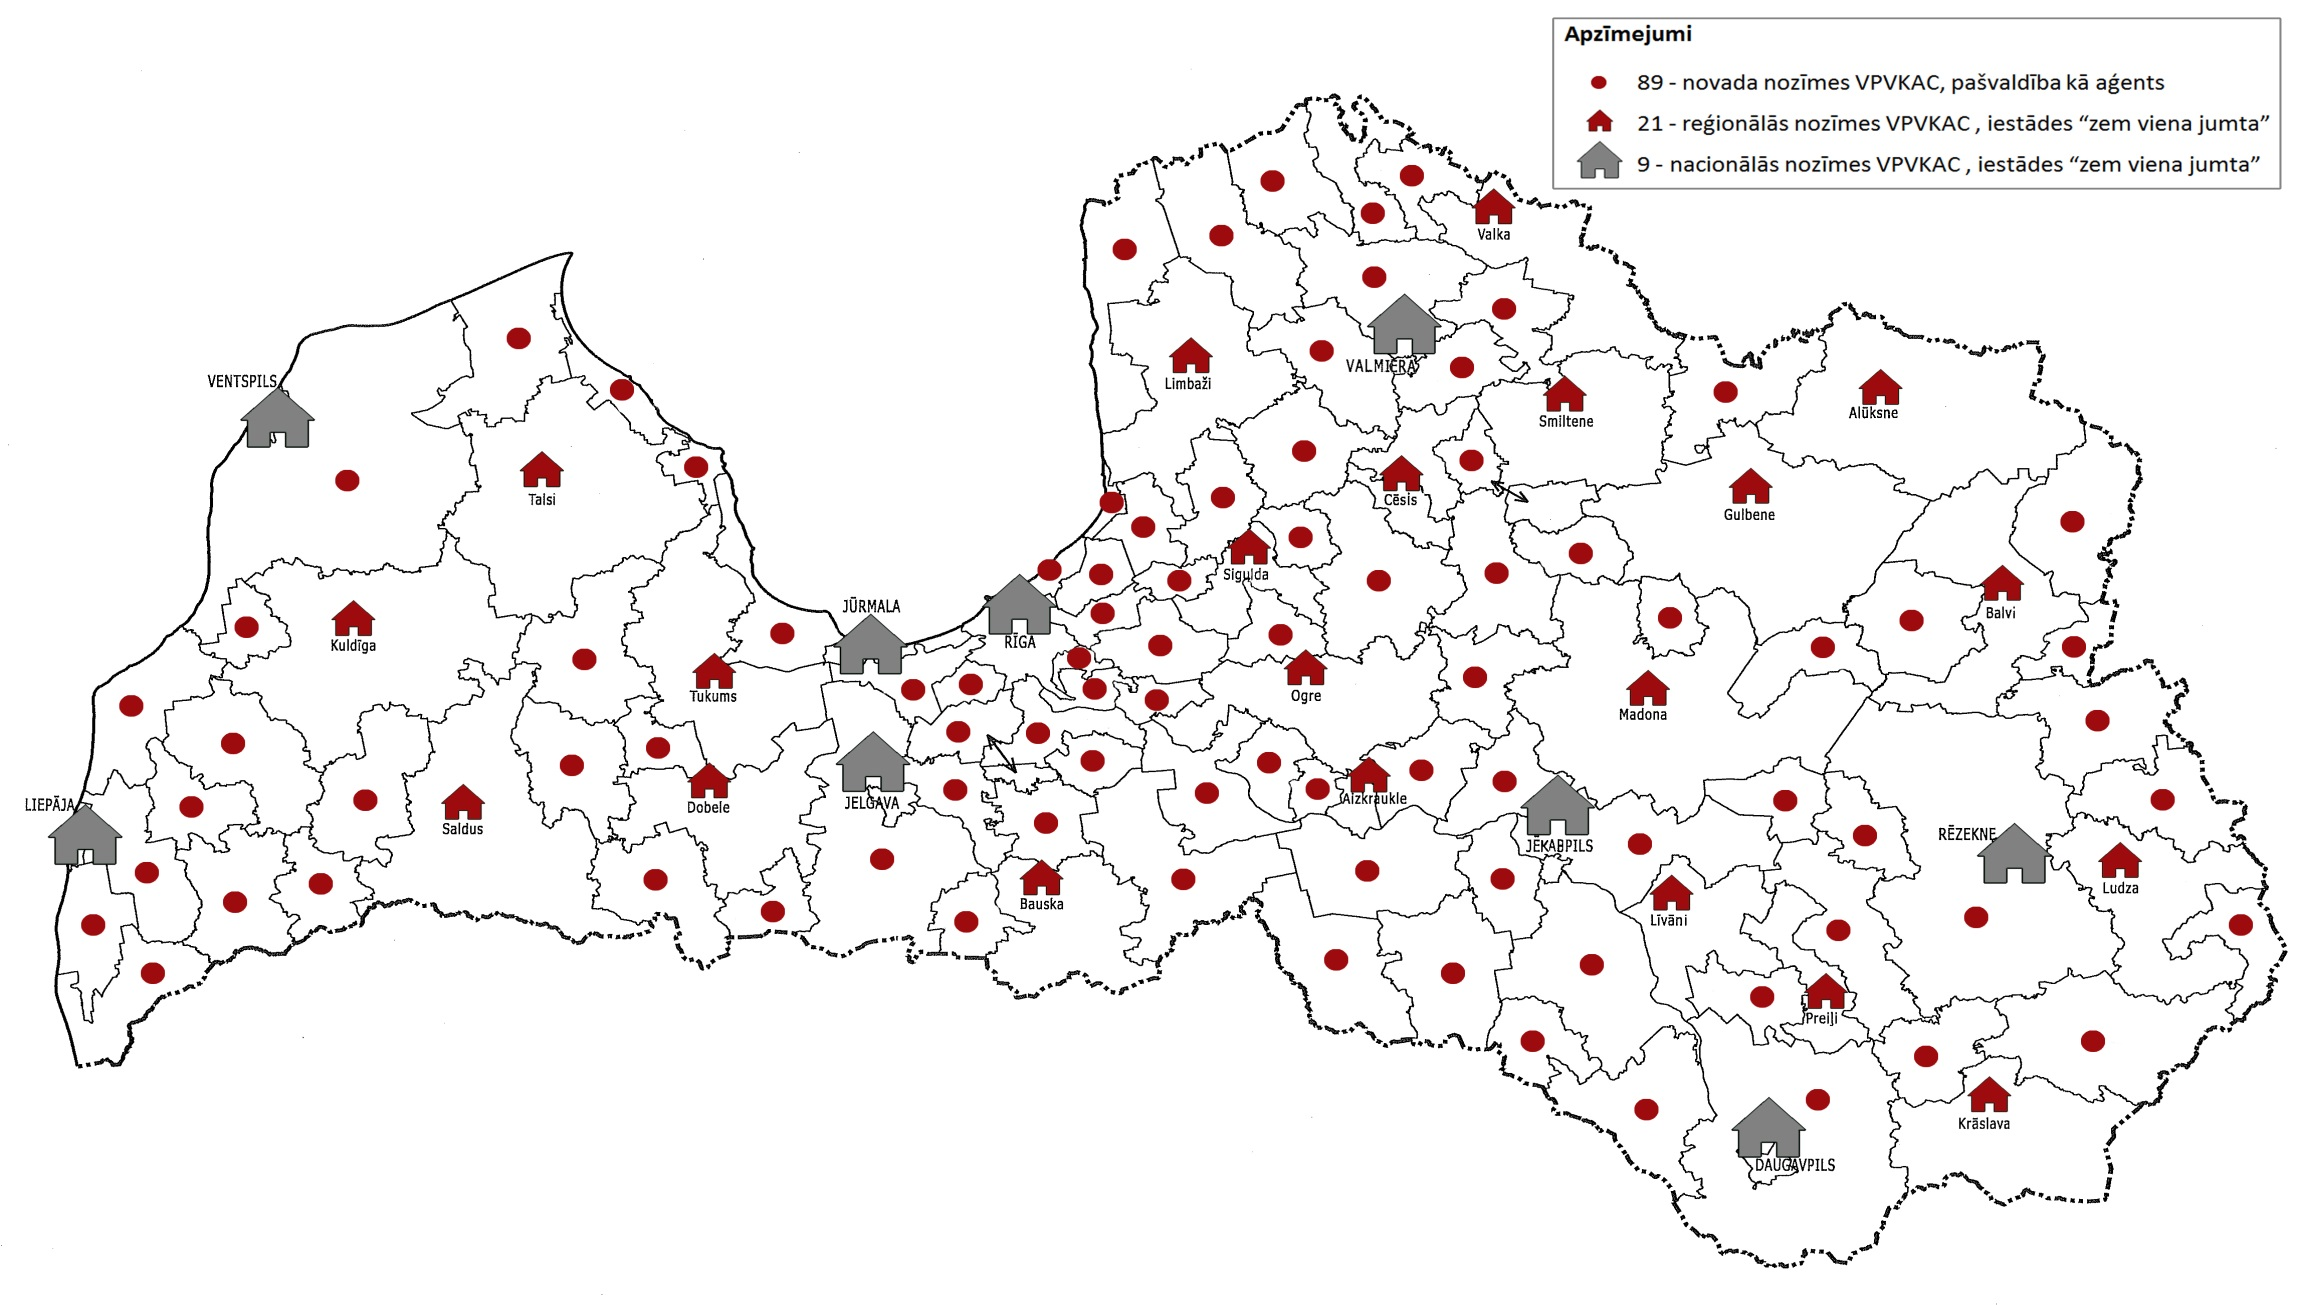 Apzīmejumi
89 - novada nozīmes VPVKAC, pašvaldība kā aģents
21 - reģionālās nozīmes VPVKAC , iestādes “zem viena jumta”
9 - nacionālās nozīmes VPVKAC , iestādes “zem viena jumta”
Valka
VALMIERA
Limbaži
VENTSPILS
Smiltene
Alūksne
Talsi
Cēsis
Gulbene
Sigulda
JŪRMALA
Balvi
Kuldīga
RĪGA
Tukums
Ogre
Madona
LIEPĀJA
Saldus
Dobele
JELGAVA
Aizkraukle
JĒKABPILS
RĒZEKNE
Ludza
Bauska
Līvāni
Preiļi
Krāslava
DAUGAVPILS